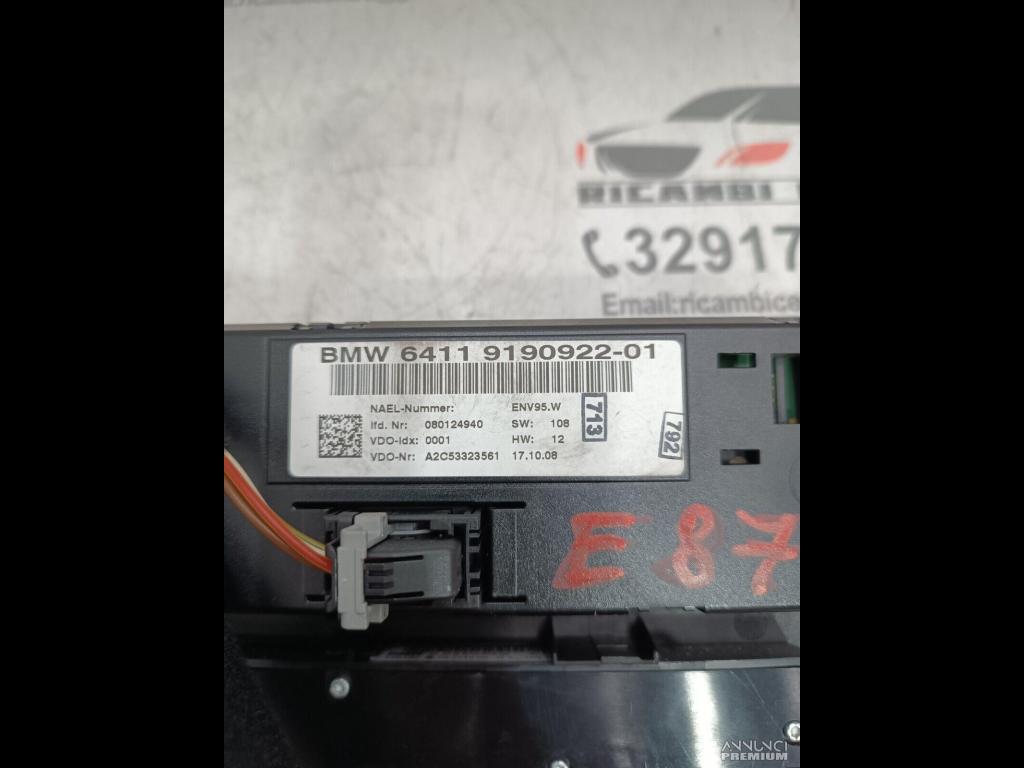 RICAMBI
32917
Email:ricambice
BMW 6411 9190922-01
NAEL-Nummer: ENV95.W
lfd. Nr: 080124940 SW: 108
VDO-Idx: 0001 HW: 12
VDO-Nr: A2C53323561 17.10.08
713
792
E 87
ANNUNCI
PREMIUM